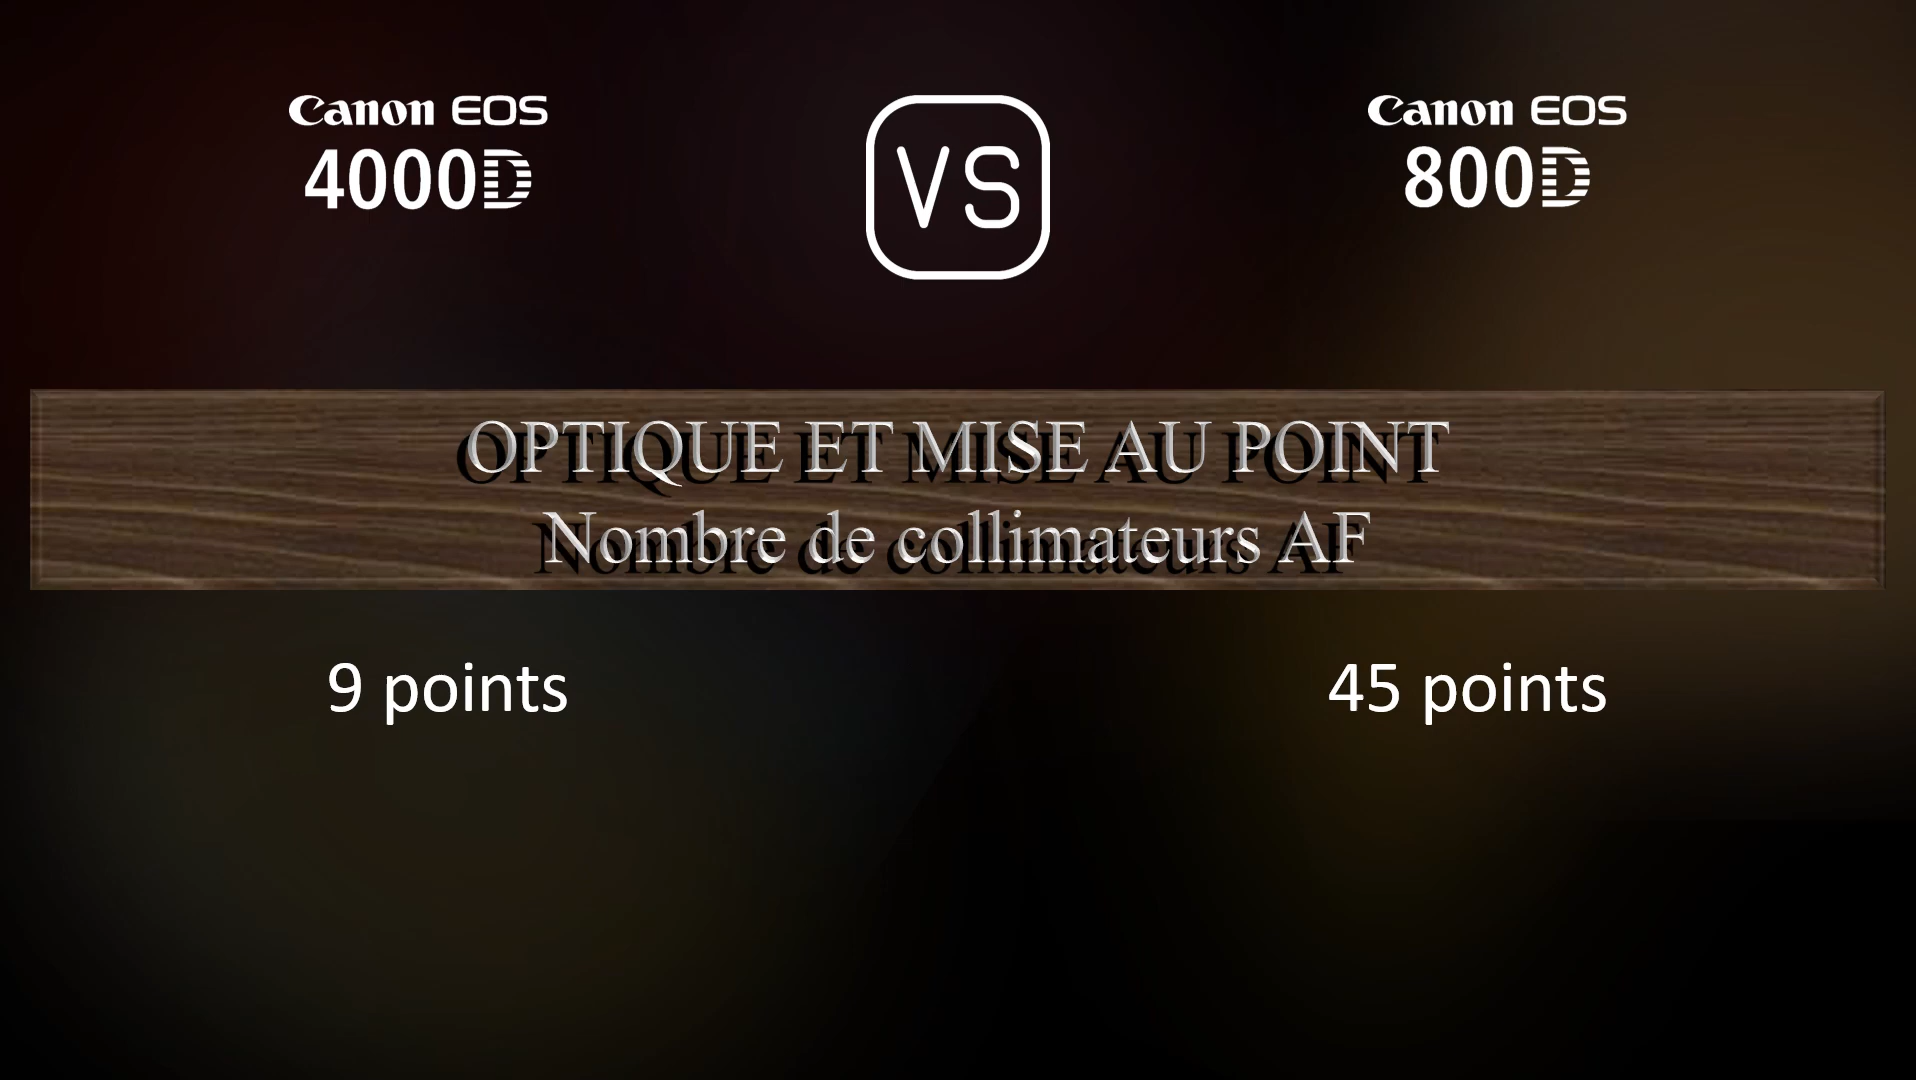 Canon EOS
4000D
VS
Canon EOS
800D
OPTIQUE ET MISE AU POINT
Nombre de collimateurs AF
9 points
45 points